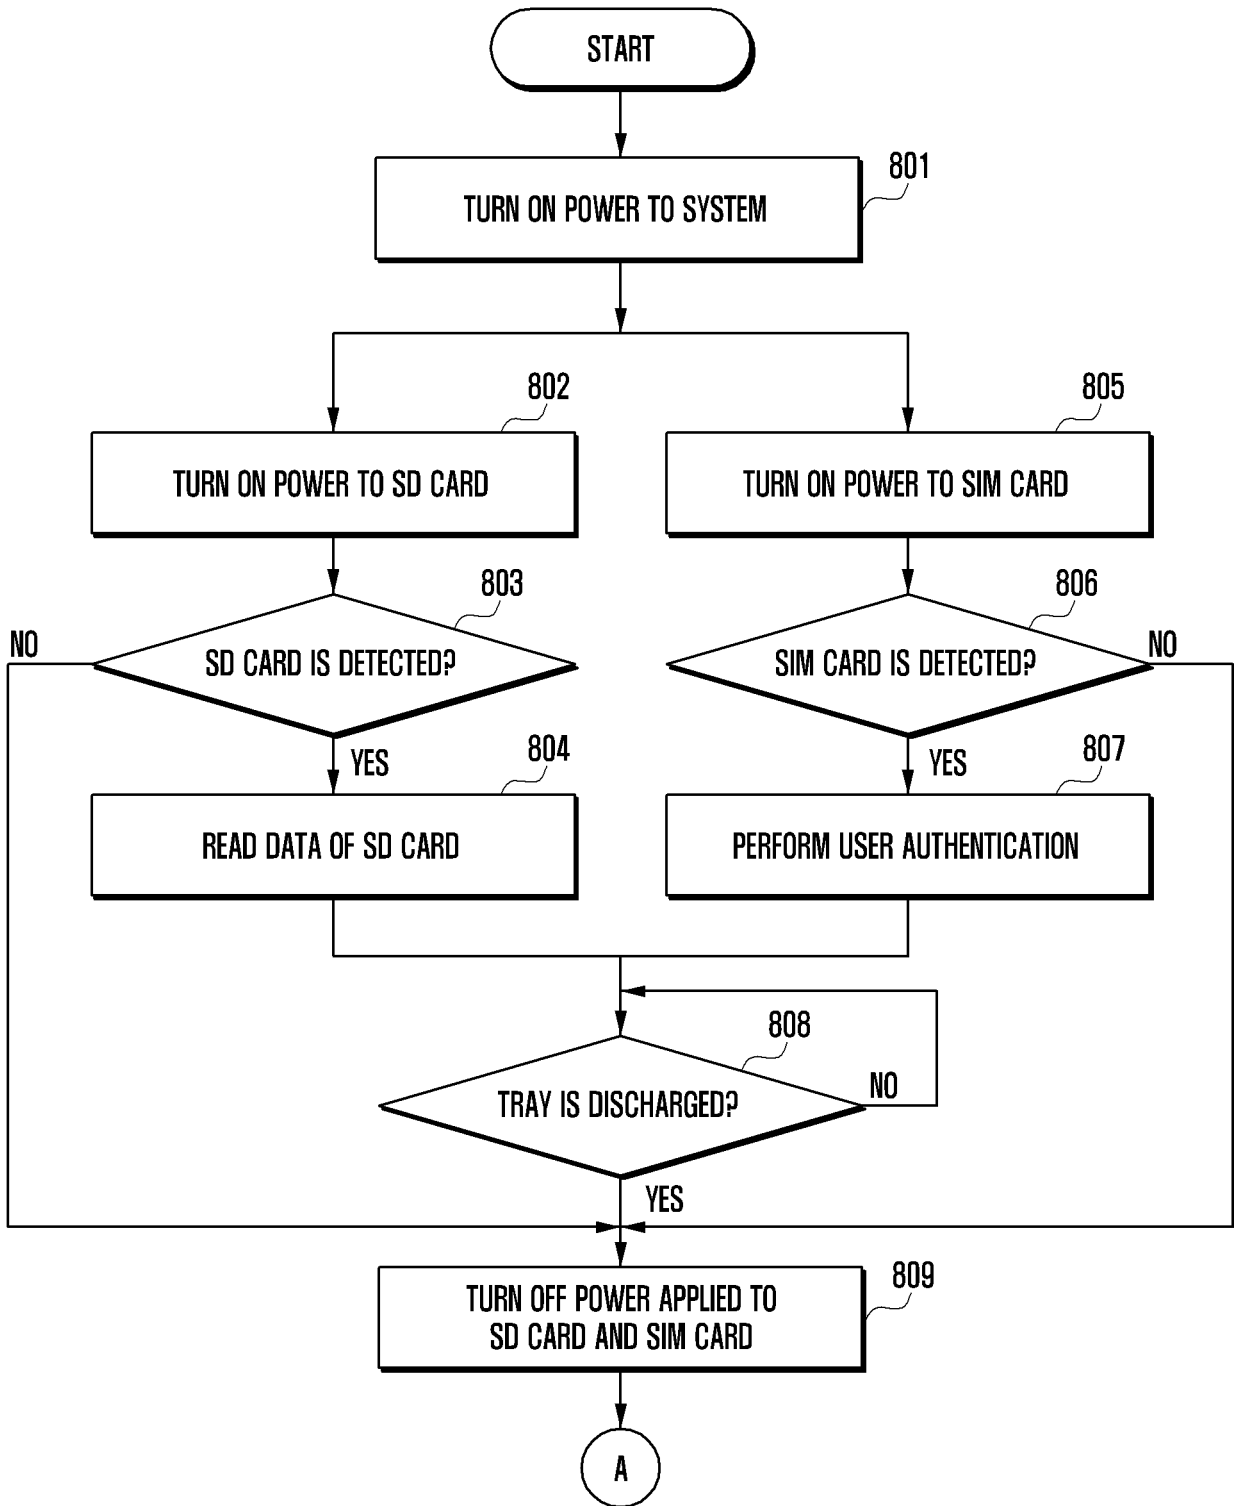 START
801
TURN ON POWER TO SYSTEM
802
TURN ON POWER TO SD CARD
805
TURN ON POWER TO SIM CARD
803
NO
SD CARD IS DETECTED?
YES
806
NO
SIM CARD IS DETECTED?
YES
804
READ DATA OF SD CARD
807
PERFORM USER AUTHENTICATION
808
TRAY IS DISCHARGED?
NO
YES
809
TURN OFF POWER APPLIED TO
SD CARD AND SIM CARD
A